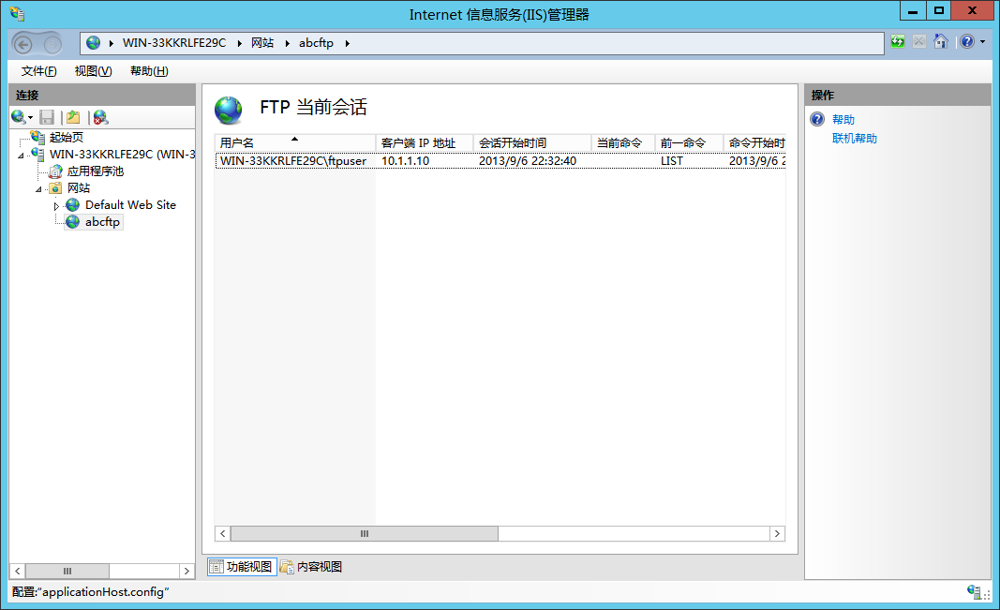 Internet 信息服务(IIS)管理器
WIN-33KKRLFE29C 网站 abcftp
文件(F) 视图(V) 帮助(H)
连接
起始页
WIN-33KKRLFE29C (WIN-3
应用程序池
网站
Default Web Site
abcftp
FTP 当前会话
用户名 客户端 IP 地址 会话开始时间 当前命令 前一命令 命令开始时
WIN-33KKRLFE29C\ftpuser 10.1.1.10 2013/9/6 22:32:40 LIST 2013/9/6 2
功能视图 内容视图
操作
帮助
联机帮助
配置:“applicationHost.config”